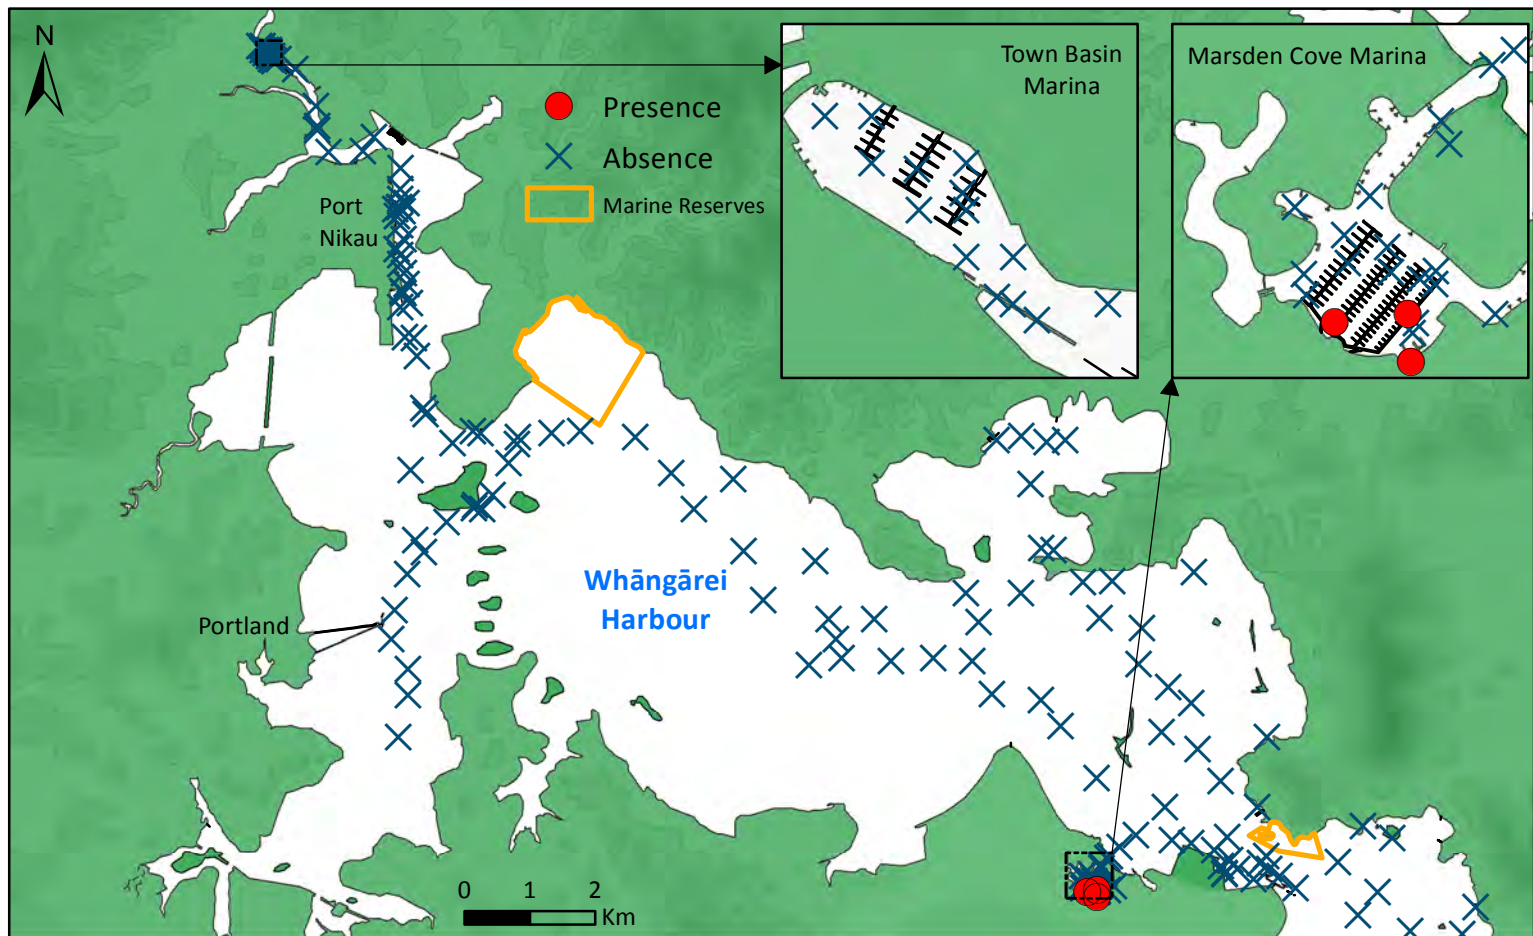 N
Presence
Absence
Marine Reserves
Town Basin
Marina
Marsden Cove Marina
Port
Nikau
Whāngārei
Harbour
Portland
0 1 2
Km